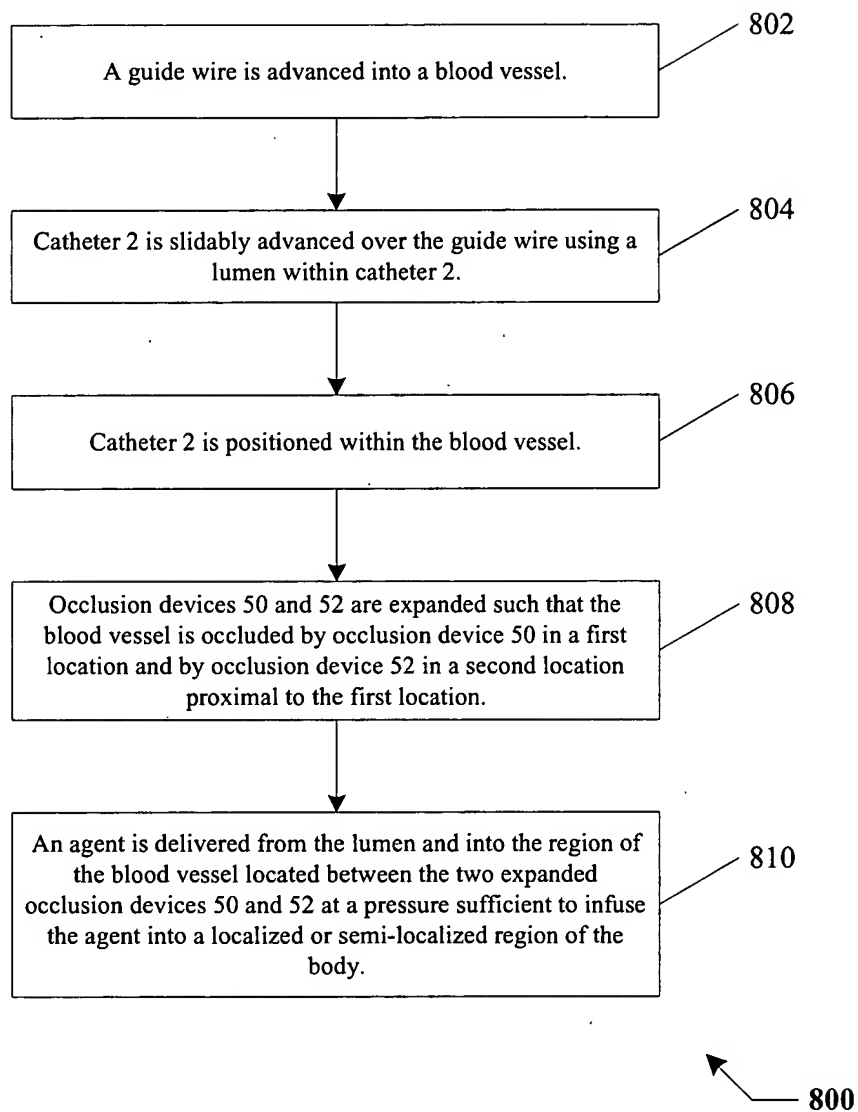 802
A guide wire is advanced into a blood vessel.
804
Catheter 2 is slidably advanced over the guide wire using a
lumen within catheter 2.
806
Catheter 2 is positioned within the blood vessel.
808
Occlusion devices 50 and 52 are expanded such that the
blood vessel is occluded by occlusion device 50 in a first
location and by occlusion device 52 in a second location
proximal to the first location.
810
An agent is delivered from the lumen and into the region of
the blood vessel located between the two expanded
occlusion devices 50 and 52 at a pressure sufficient to infuse
the agent into a localized or semi-localized region of the
body.
800